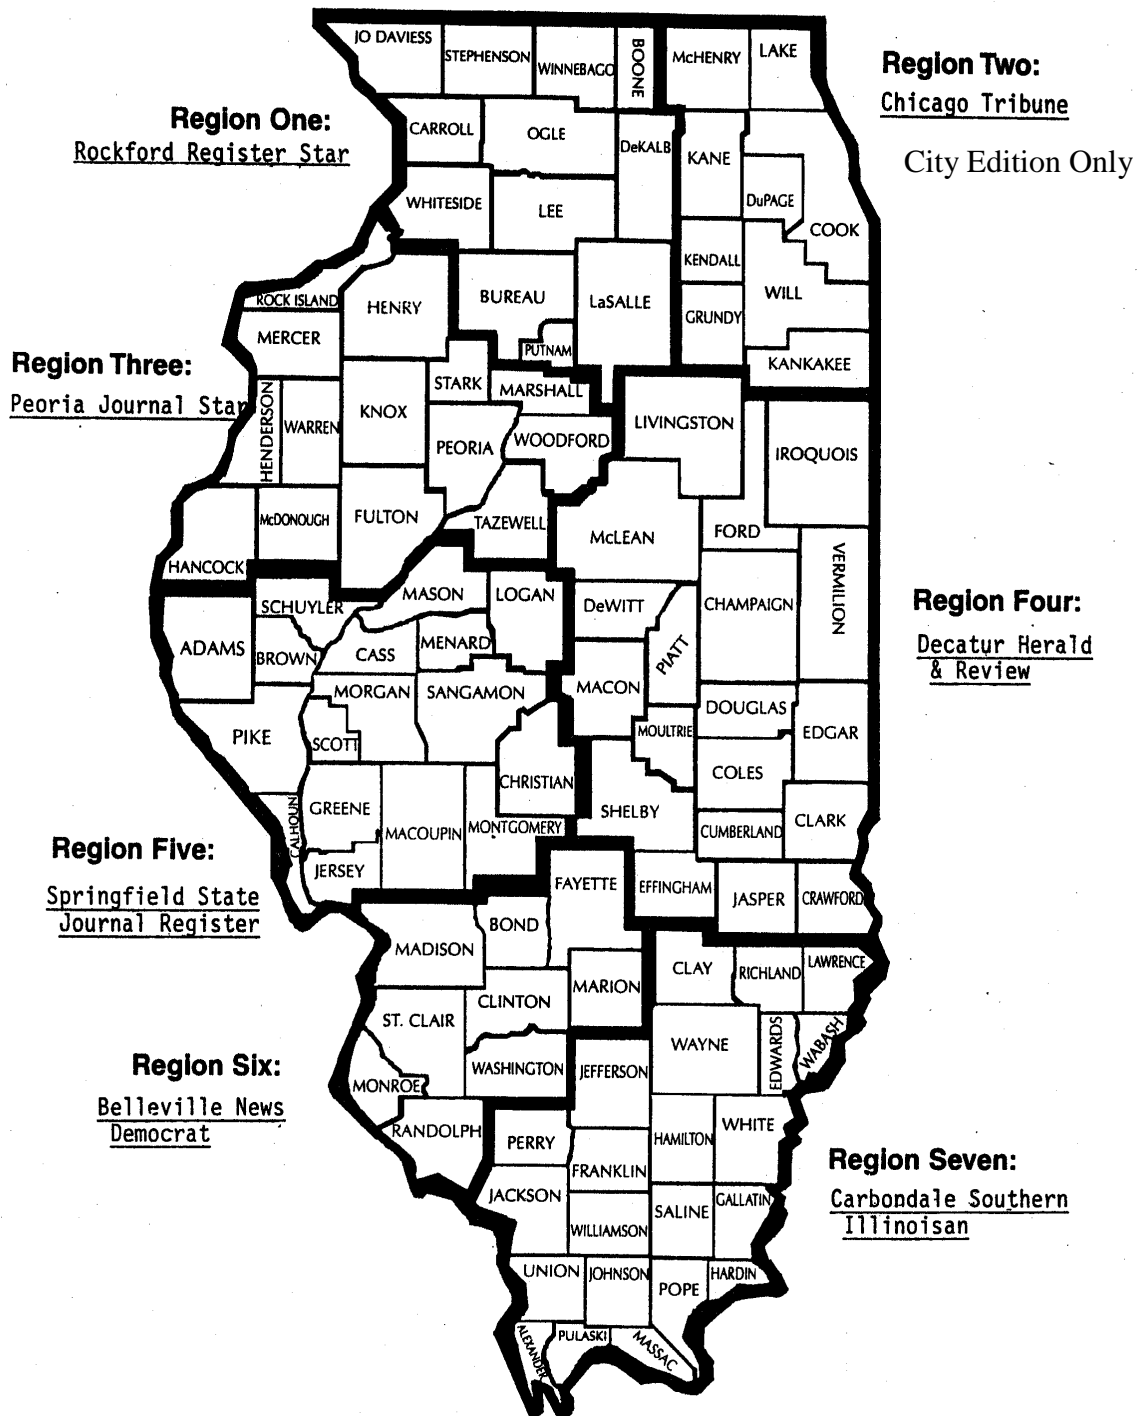 JO DAVIESS
STEPHENSON
WINNEBAGO
BOONE
McHENRY
LAKE
Region Two:
Chicago Tribune
City Edition Only
Region One:
Rockford Register Star
CARROLL
OGLE
DeKALB
KANE
DuPAGE
COOK
WHITESIDE
LEE
KENDALL
ROCK ISLAND
HENRY
BUREAU
LaSALLE
WILL
GRUNDY
MERCER
PUTNAM
KANKAKEE
Region Three:
Peoria Journal Star
HENDERSON
WARREN
KNOX
STARK
MARSHALL
PEORIA
WOODFORD
LIVINGSTON
IROQUOIS
McDONOUGH
FULTON
TAZEWELL
McLEAN
FORD
VERMILION
HANCOCK
SCHUYLER
MASON
LOGAN
DeWITT
CHAMPAIGN
Region Four:
Decatur Herald
& Review
ADAMS
BROWN
CASS
MENARD
PIATT
MACON
MORGAN
SANGAMON
DOUGLAS
EDGAR
PIKE
SCOTT
MOULTRIE
CHRISTIAN
COLES
SHELBY
GREENE
CALHOUN
MACOUPIN
MONTGOMERY
CUMBERLAND
CLARK
Region Five:
Springfield State
Journal Register
JERSEY
FAYETTE
EFFINGHAM
JASPER
CRAWFORD
MADISON
BOND
CLAY
RICHLAND
LAWRENCE
MARION
CLINTON
ST. CLAIR
WAYNE
EDWARDS
WABASH
Region Six:
Belleville News
Democrat
MONROE
WASHINGTON
JEFFERSON
RANDOLPH
PERRY
HAMILTON
WHITE
FRANKLIN
Region Seven:
Carbondale Southern
Illinoisan
JACKSON
WILLIAMSON
SALINE
GALLATIN
UNION
JOHNSON
POPE
HARDIN
ALEXANDER
PULASKI
MASSAC